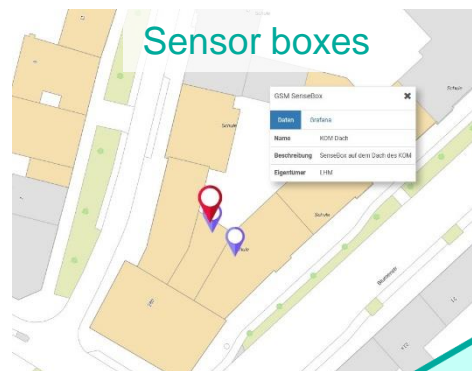 Sensor boxes
GSM SenseBox
Daten Grafana
Name KOM Dach
Beschreibung SenseBox auf dem Dach des KOM
Eigentümer LHM
Schule
Schule
Schule
Blumenstr